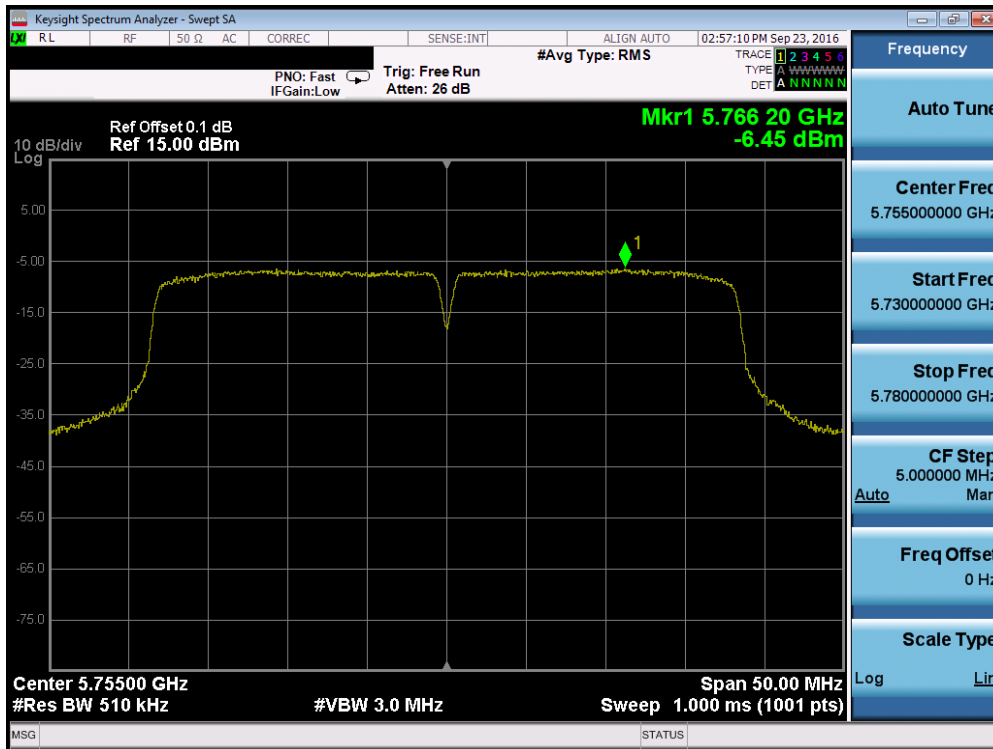 Keysight Spectrum Analyzer - Swept SA
LXI RL RF 50 Ω AC CORREC SENSE:INT ALIGN AUTO 02:57:10 PM Sep 23, 2016
Frequency
#Avg Type: RMS
TRACE 1 2 3 4 5 6
TYPE A WWWWWW
DET A N N N N N
PNO: Fast
IFGain:Low
Trig: Free Run
Atten: 26 dB
Auto Tune
Mkr1 5.766 20 GHz
-6.45 dBm
10 dB/div
Log
Ref Offset 0.1 dB
Ref 15.00 dBm
1
5.00
-5.00
-15.0
-25.0
-35.0
-45.0
-55.0
-65.0
-75.0
Center Freq
5.755000000 GHz
Start Freq
5.730000000 GHz
Stop Freq
5.780000000 GHz
CF Step
5.000000 MHz
Auto Man
Freq Offset
0 Hz
Scale Type
Log Lin
Center 5.75500 GHz
Span 50.00 MHz
#Res BW 510 kHz
#VBW 3.0 MHz
Sweep 1.000 ms (1001 pts)
MSG
STATUS